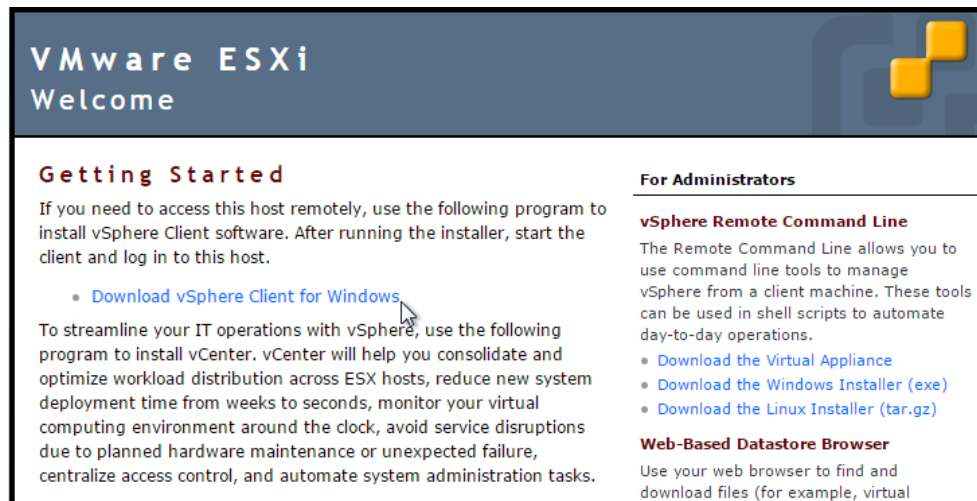 VMware ESXi
Welcome
Getting Started
If you need to access this host remotely, use the following program to
install vSphere Client software. After running the installer, start the
client and log in to this host.
Download vSphere Client for Windows
To streamline your IT operations with vSphere, use the following
program to install vCenter. vCenter will help you consolidate and
optimize workload distribution across ESX hosts, reduce new system
deployment time from weeks to seconds, monitor your virtual
computing environment around the clock, avoid service disruptions
due to planned hardware maintenance or unexpected failure,
centralize access control, and automate system administration tasks.
For Administrators
vSphere Remote Command Line
The Remote Command Line allows you to
use command line tools to manage
vSphere from a client machine. These tools
can be used in shell scripts to automate
day-to-day operations.
Download the Virtual Appliance
Download the Windows Installer (exe)
Download the Linux Installer (tar.gz)
Web-Based Datastore Browser
Use your web browser to find and
download files (for example, virtual